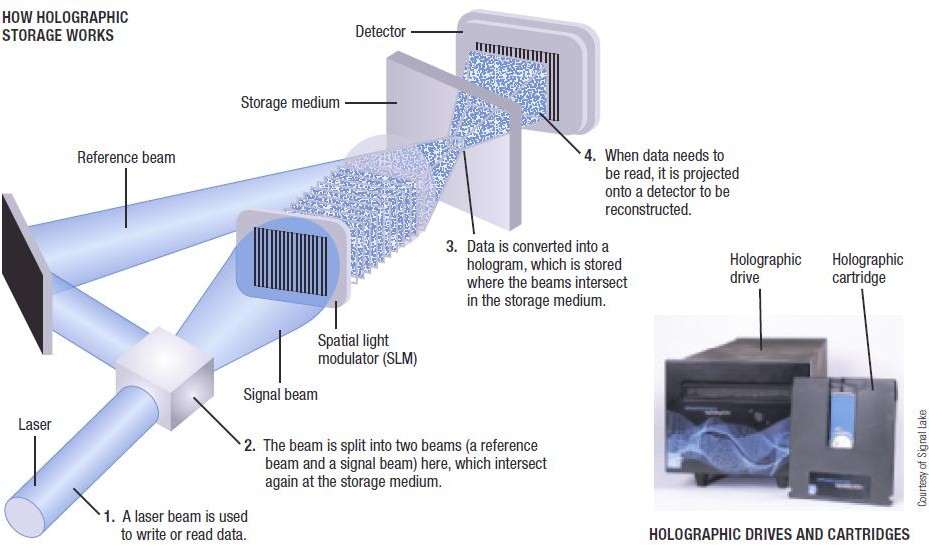 HOW HOLOGRAPHIC
STORAGE WORKS
Detector
Storage medium
Reference beam
4. When data needs to
be read, it is projected
onto a detector to be
reconstructed.
3. Data is converted into a
hologram, which is stored
where the beams intersect
in the storage medium.
Spatial light
modulator (SLM)
Signal beam
Laser
2. The beam is split into two beams (a reference
beam and a signal beam) here, which intersect
again at the storage medium.
1. A laser beam is used
to write or read data.
Holographic
drive
Holographic
cartridge
Courtesy of Signal Lake
HOLOGRAPHIC DRIVES AND CARTRIDGES